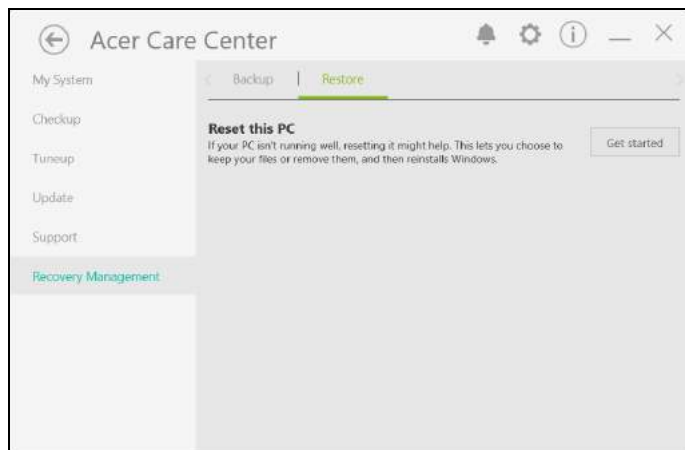 Acer Care Center
My System
Backup | Restore
Checkup
Reset this PC
If your PC isn't running well, resetting it might help. This lets you choose to
keep your files or remove them, and then reinstalls Windows.
Get started
Tuneup
Update
Support
Recovery Management